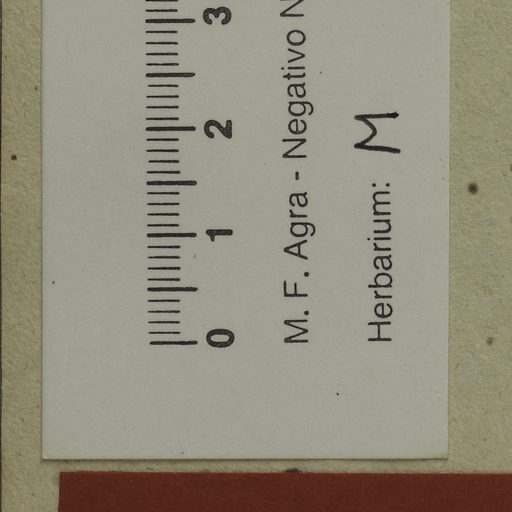 0 1 2 3
M. F. Agra - Negativo N
Herbarium: M